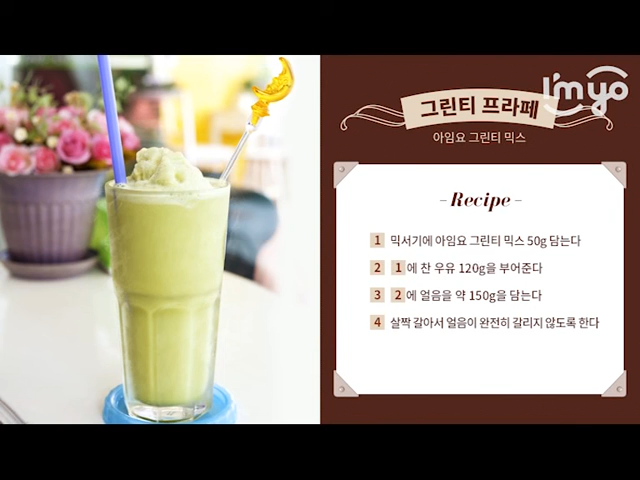 I'm yo
그린티 프라페
아임요 그린티 믹스
- Recipe -
1 믹서기에 아임요 그린티 믹스 50g 담는다
2 1에 찬 우유 120g을 부어준다
3 2에 얼음을 약 150g을 담는다
4 살짝 갈아서 얼음이 완전히 갈리지 않도록 한다